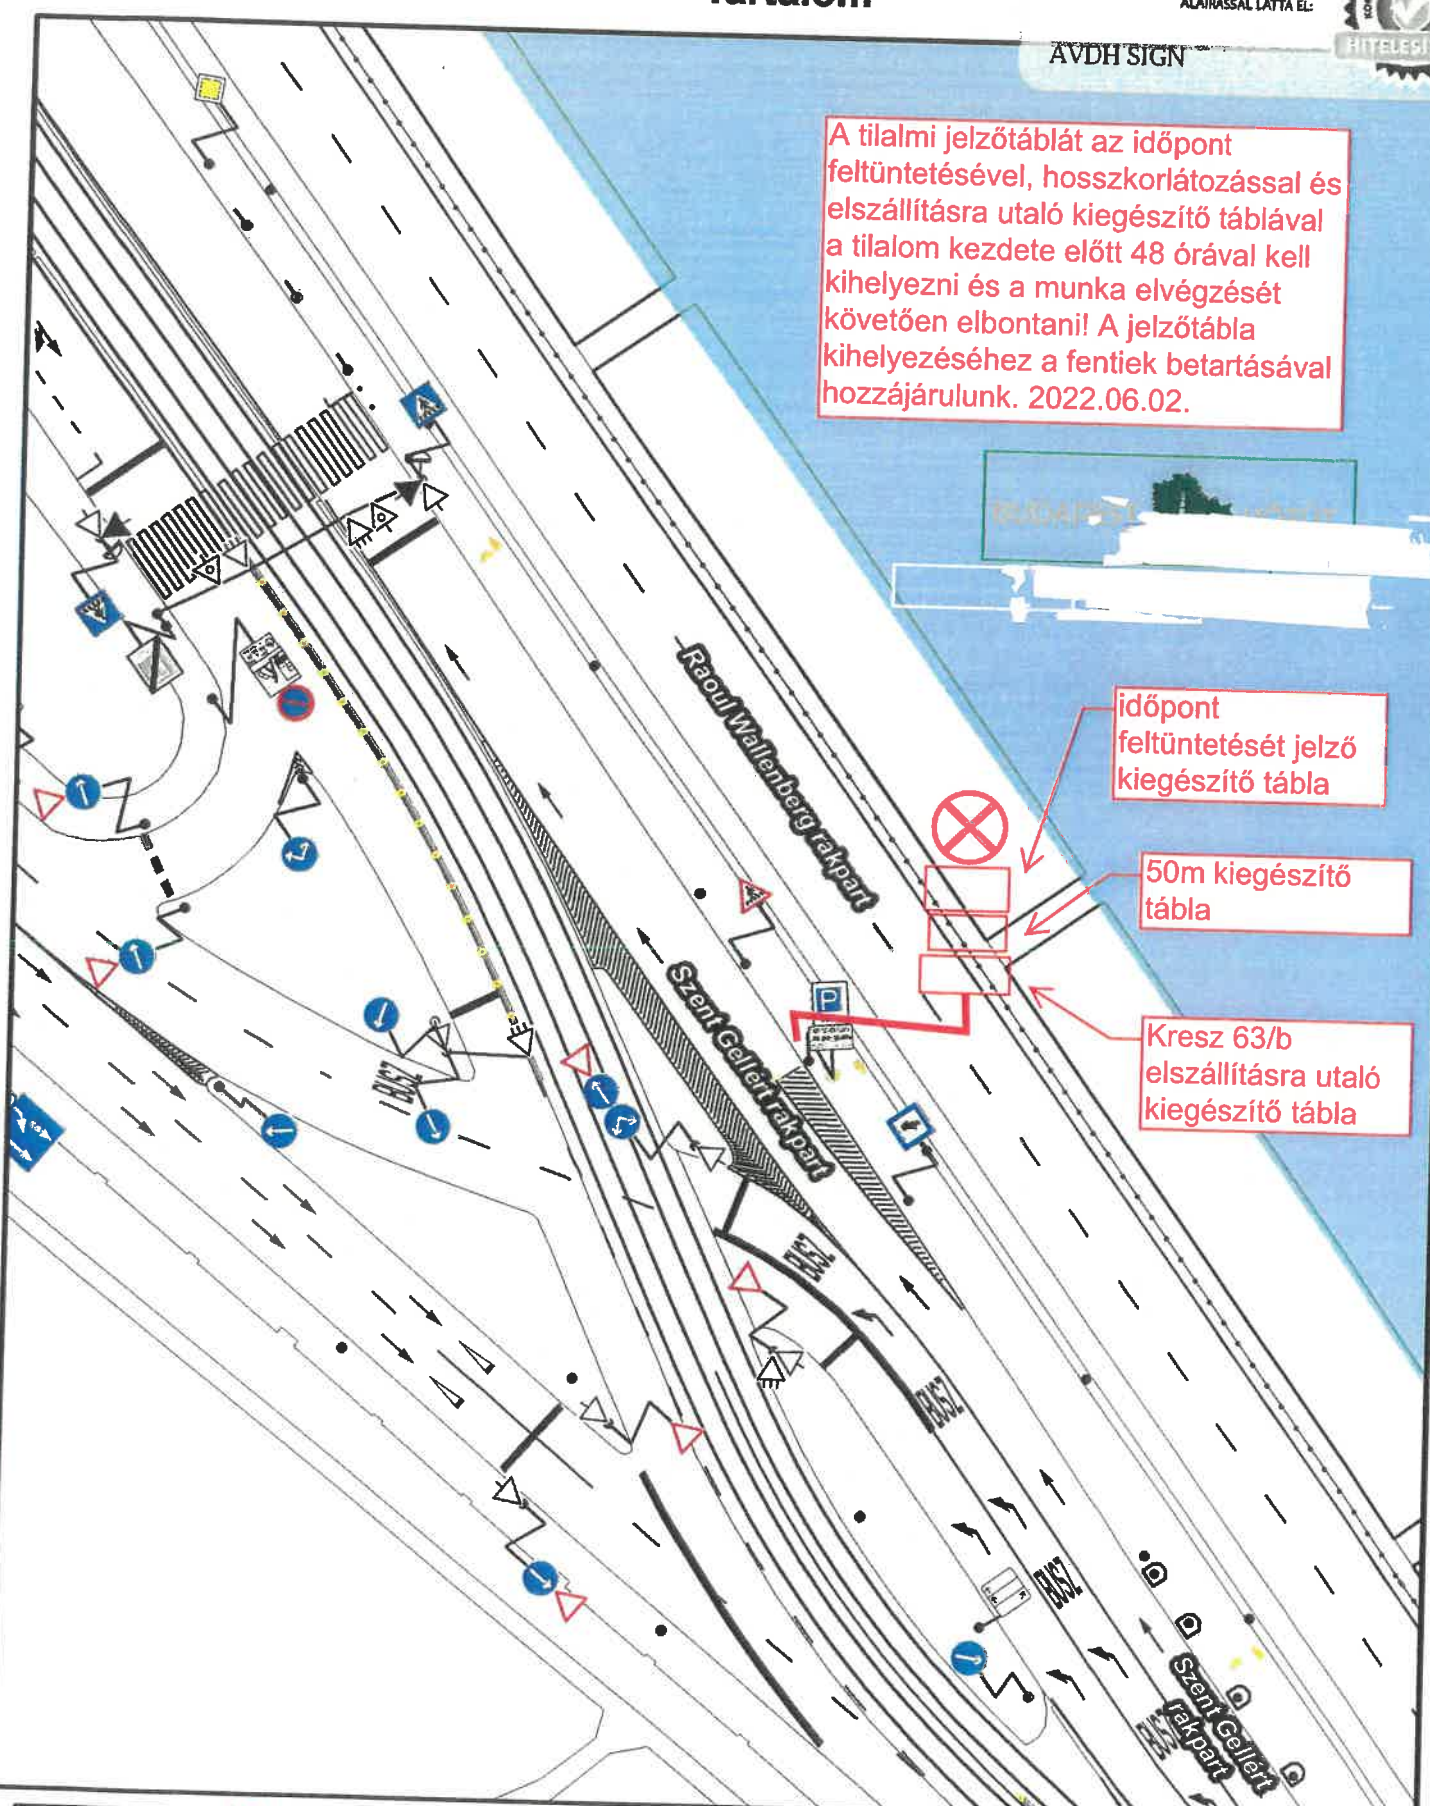 ALÁÍRÁSSAL LÁTTA EL:
AVDH SIGN
A tilalmi jelzőtáblát az időpont
feltüntetésével, hosszkorlátozással és
elszállításra utaló kiegészítő táblával
a tilalom kezdete előtt 48 órával kell
kihelyezni és a munka elvégzését
követően elbontani! A jelzőtábla
kihelyezéséhez a fentiek betartásával
hozzájárulunk. 2022.06.02.
Raoul Wallenberg rakpart
időpont
feltüntetését jelző
kiegészítő tábla
50m kiegészítő
tábla
P
Szent Gellért rakpart
Kresz 63/b
elszállításra utaló
kiegészítő tábla
BUSZ
BUSZ
BUSZ
BUSZ
Szent Gellért
rakpart
BUSZ